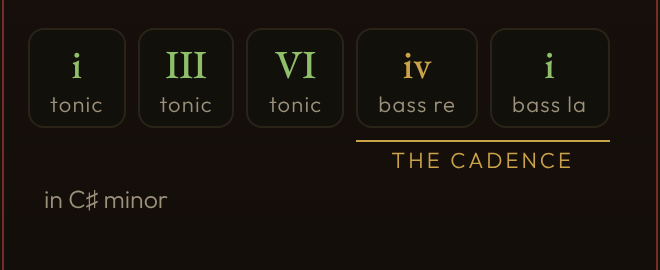 i III VI iv i
tonic tonic tonic bass re bass la
THE CADENCE
in C♯ minor